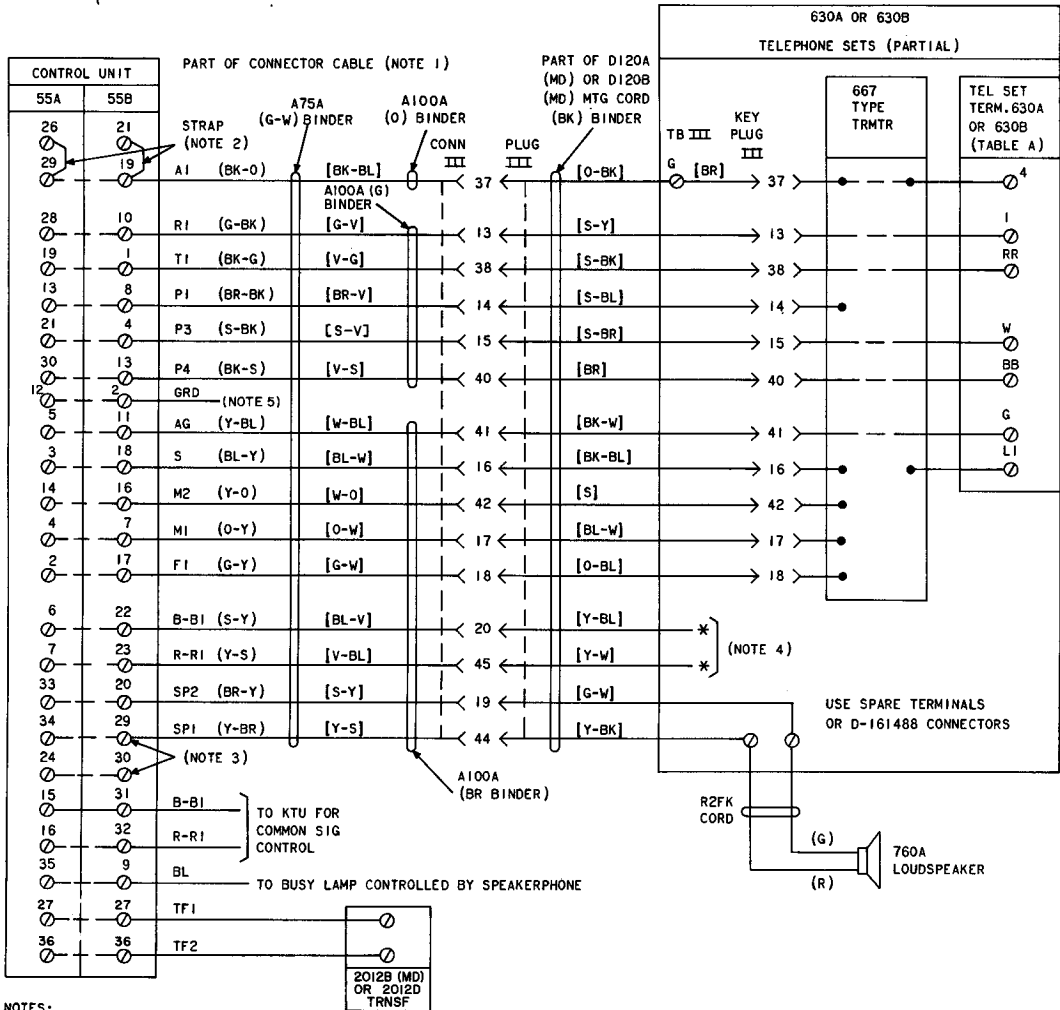 630A OR 630B
TELEPHONE SETS (PARTIAL)
CONTROL UNIT
55A 55B
PART OF CONNECTOR CABLE (NOTE 1)
A75A
(G-W) BINDER
A100A
(O) BINDER
PART OF D120A
(MD) OR D120B
(MD) MTG CORD
(BK) BINDER
667
TYPE
TRMTR
TEL SET
TERM. 630A
OR 630B
(TABLE A)
STRAP
(NOTE 2)
CONN
III
PLUG
III
TB III
KEY
PLUG
III
26 21
29 19 A1 (BK-O) [BK-BL] 37 [O-BK] G [BR] 37 4
A100A (G)
BINDER
28 10 R1 (G-BK) [G-V] 13 [S-Y] 13 1
19 1 T1 (BK-G) [V-G] 38 [S-BK] 38 RR
13 8 P1 (BR-BK) [BR-V] 14 [S-BL] 14
21 4 P3 (S-BK) [S-V] 15 [S-BR] 15 W
30 13 P4 (BK-S) [V-S] 40 [BR] 40 BB
12 2 GRD (NOTE 5)
5 11 AG (Y-BL) [W-BL] 41 [BK-W] 41 G
3 18 S (BL-Y) [BL-W] 16 [BK-BL] 16 L1
14 16 M2 (Y-O) [W-O] 42 [S] 42
4 7 M1 (O-Y) [O-W] 17 [BL-W] 17
2 17 F1 (G-Y) [G-W] 18 [O-BL] 18
6 22 B-B1 (S-Y) [BL-V] 20 [Y-BL] *
7 23 R-R1 (Y-S) [V-BL] 45 [Y-W] *
(NOTE 4)
33 20 SP2 (BR-Y) [S-Y] 19 [G-W]
34 29 SP1 (Y-BR) [Y-S] 44 [Y-BK]
USE SPARE TERMINALS
OR D-161488 CONNECTORS
24 30 (NOTE 3)
A100A
(BR BINDER)
15 31 B-B1
16 32 R-R1
TO KTU FOR
COMMON SIG
CONTROL
R2FK
CORD
(G)
(R)
760A
LOUDSPEAKER
35 9 BL TO BUSY LAMP CONTROLLED BY SPEAKERPHONE
27 27 TF1
36 36 TF2
2012B (MD)
OR 2012D
TRNSF
NOTES: